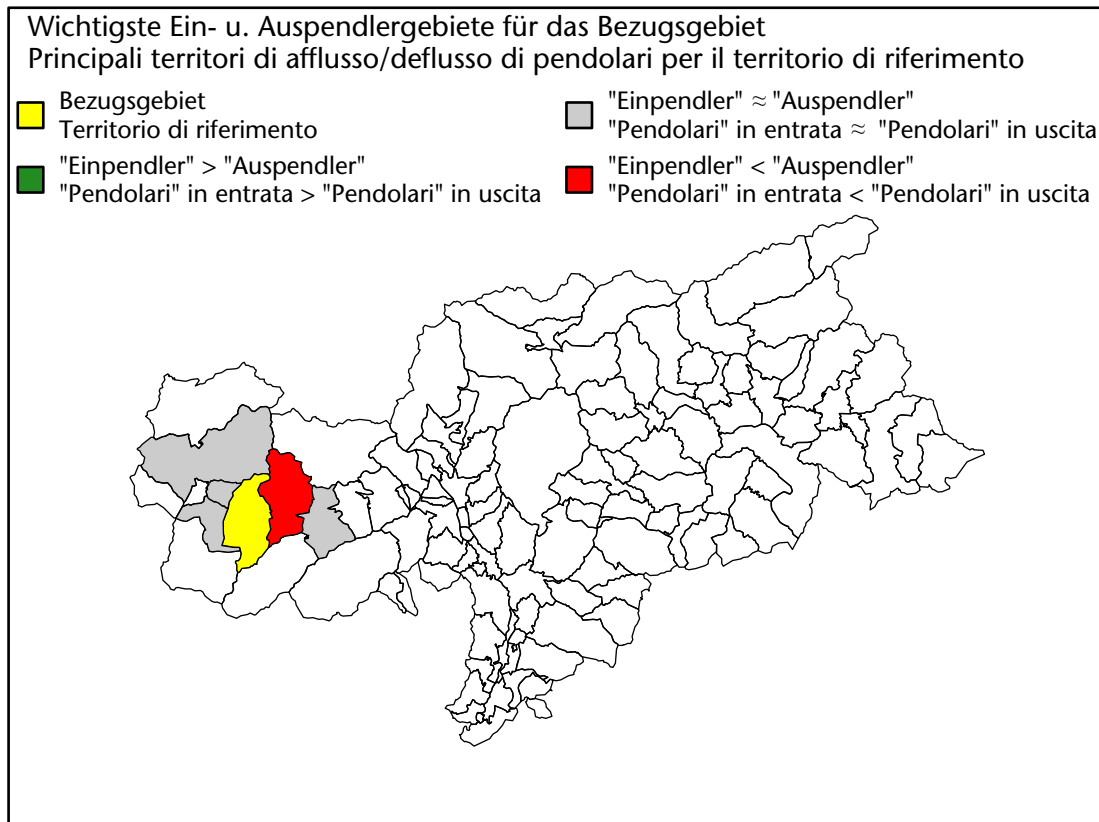 Wichtigste Ein- u. Auspendlergebiete für das Bezugsgebiet
Principali territori di afflusso/deflusso di pendolari per il territorio di riferimento
Bezugsgebiet
Territorio di riferimento
"Einpendler" > "Auspendler"
"Pendolari" in entrata > "Pendolari" in uscita
"Einpendler" ≈ "Auspendler"
"Pendolari" in entrata ≈ "Pendolari" in uscita
"Einpendler" < "Auspendler"
"Pendolari" in entrata < "Pendolari" in uscita